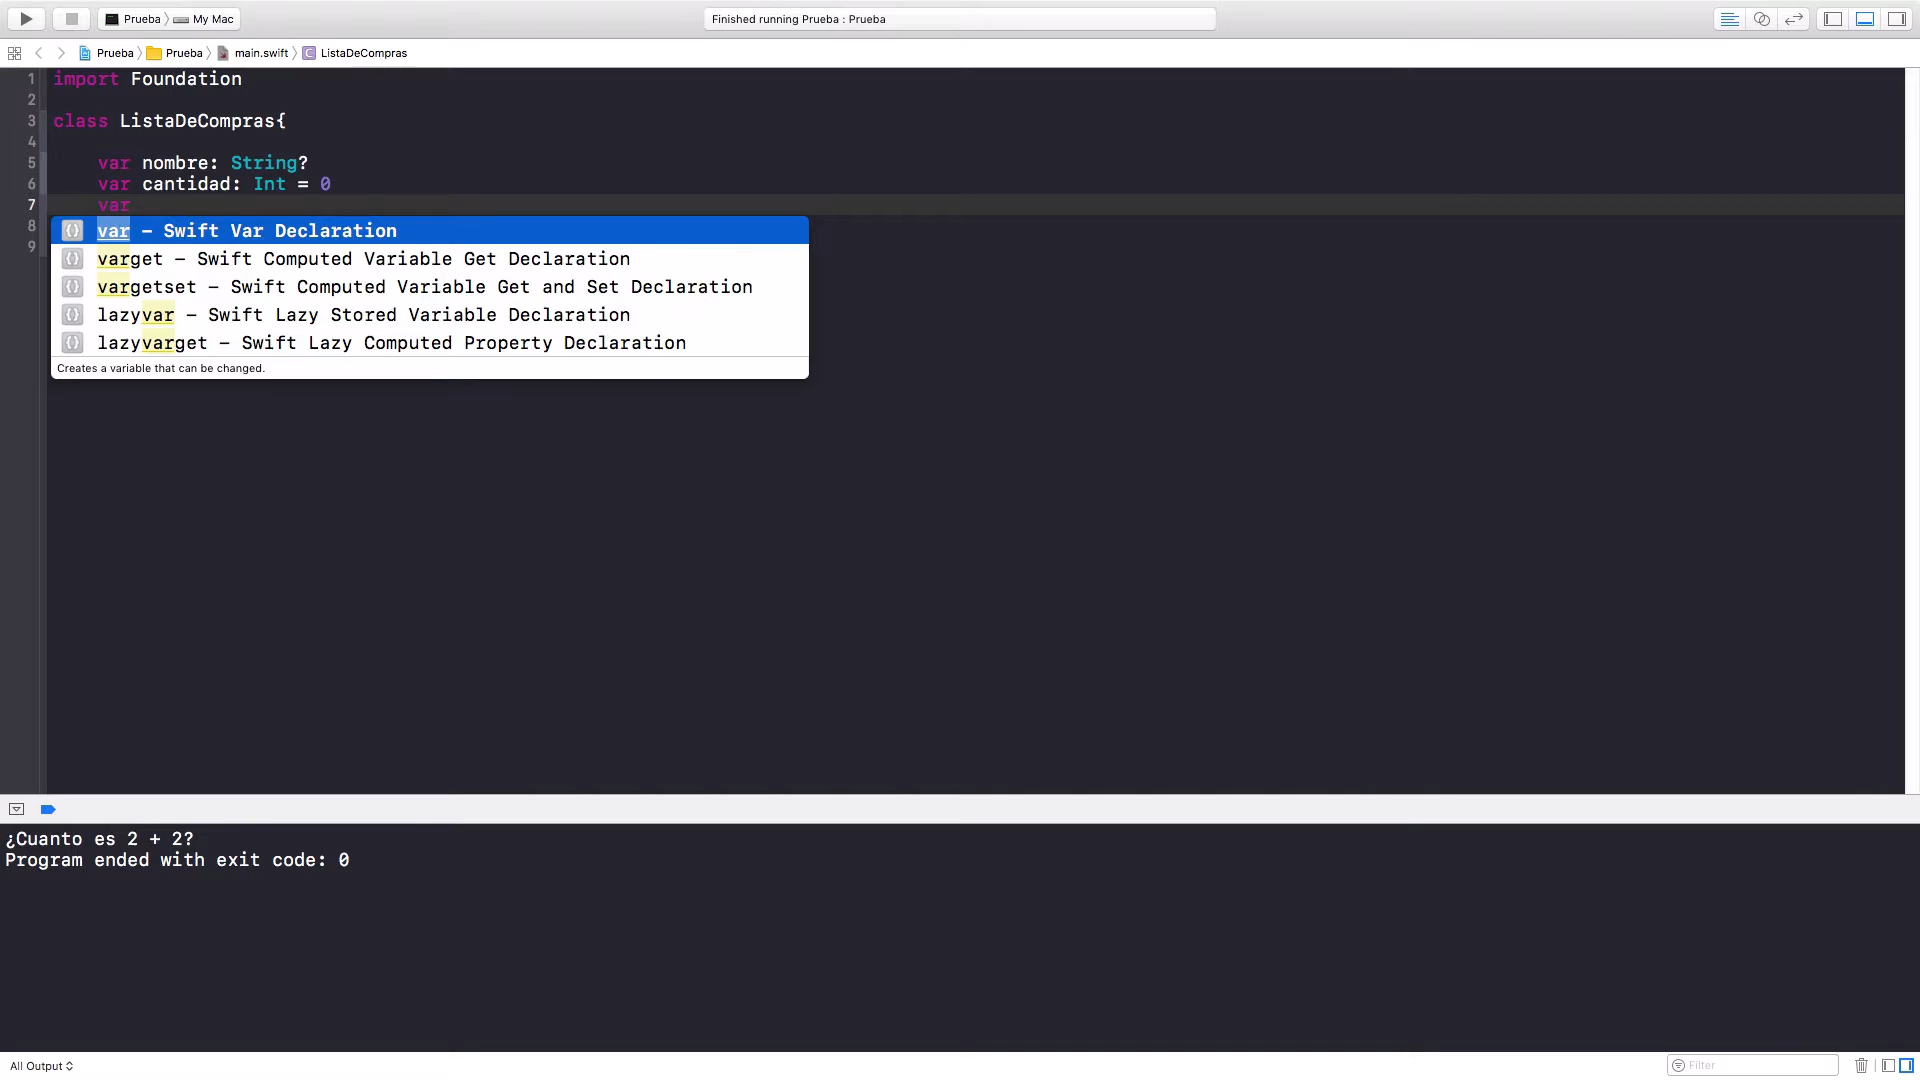 Prueba My Mac
Finished running Prueba : Prueba
Prueba Prueba main.swift C ListaDeCompras
1 import Foundation
2
3 class ListaDeCompras{
4
5 var nombre: String?
6 var cantidad: Int = 0
7 var
8
9
{} var – Swift Var Declaration
{} varget – Swift Computed Variable Get Declaration
{} vargetset – Swift Computed Variable Get and Set Declaration
{} lazyvar – Swift Lazy Stored Variable Declaration
{} lazyvarget – Swift Lazy Computed Property Declaration
Creates a variable that can be changed.
¿Cuanto es 2 + 2?
Program ended with exit code: 0
All Output
Filter